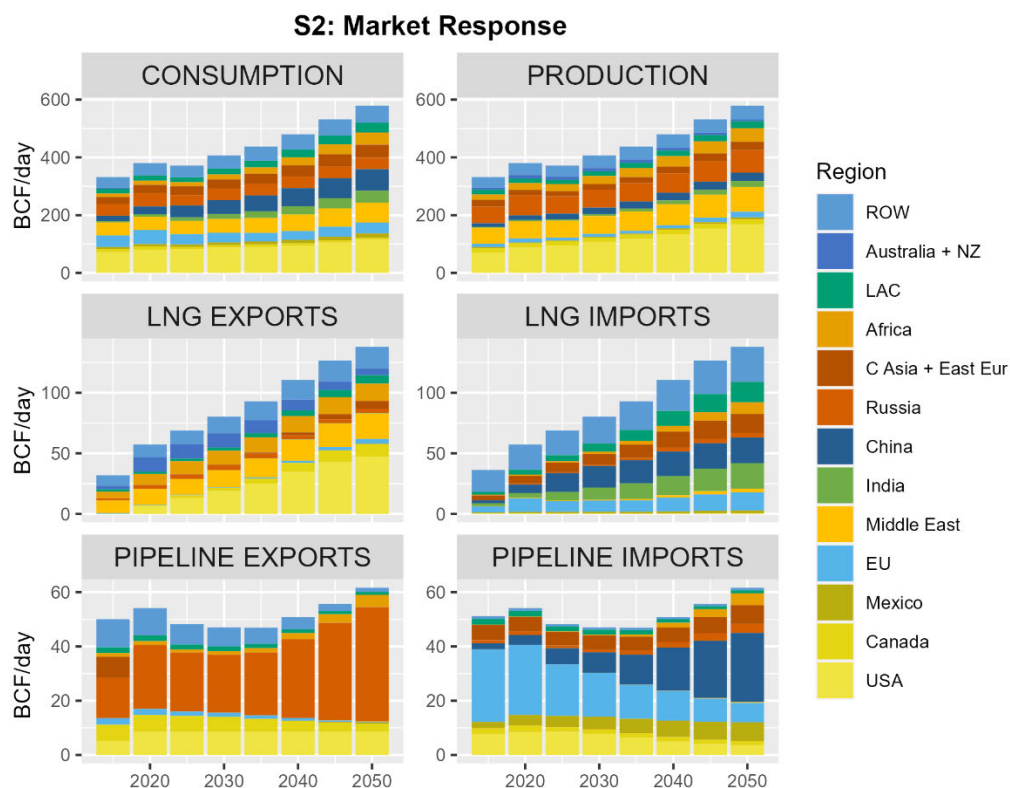 S2: Market Response
CONSUMPTION
PRODUCTION
600
400
200
0
BCF/day
600
400
200
0
LNG EXPORTS
LNG IMPORTS
100
50
0
BCF/day
100
50
0
PIPELINE EXPORTS
PIPELINE IMPORTS
60
40
20
0
BCF/day
60
40
20
0
2020 2030 2040 2050
2020 2030 2040 2050
Region
ROW
Australia + NZ
LAC
Africa
C Asia + East Eur
Russia
China
India
Middle East
EU
Mexico
Canada
USA